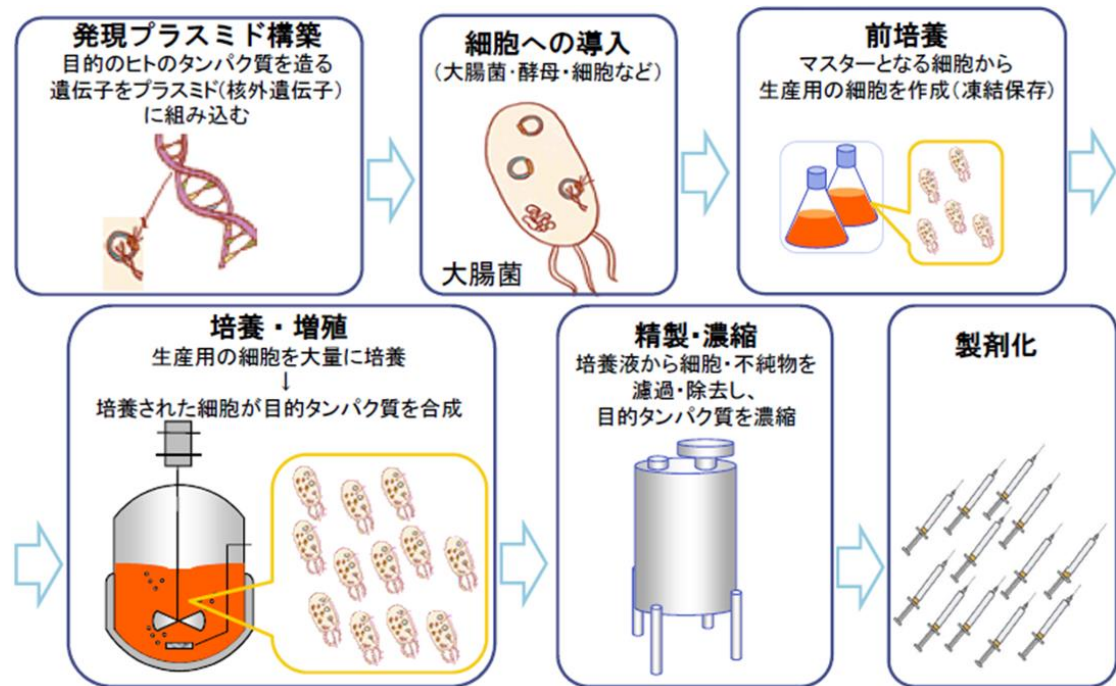 発現プラスミド構築
目的のヒトのタンパク質を造る
遺伝子をプラスミド(核外遺伝子)
に組み込む
細胞への導入
(大腸菌・酵母・細胞など)
大腸菌
前培養
マスターとなる細胞から
生産用の細胞を作成(凍結保存)
培養・増殖
生産用の細胞を大量に培養
↓
培養された細胞が目的タンパク質を合成
精製・濃縮
培養液から細胞・不純物を
濾過・除去し、
目的タンパク質を濃縮
製剤化